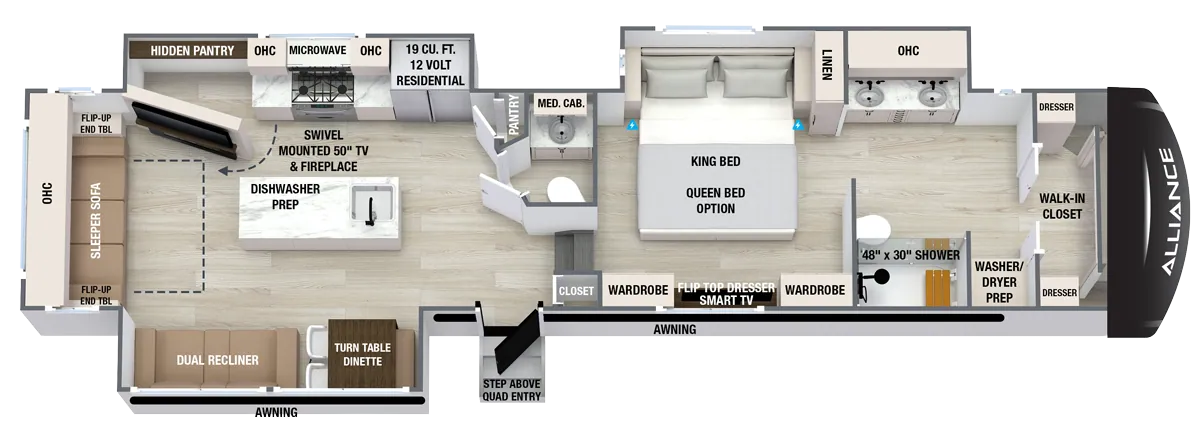 HIDDEN PANTRY
OHC
MICROWAVE
OHC
19 CU. FT.
12 VOLT
RESIDENTIAL
PANTRY
MED. CAB.
LINEN
OHC
DRESSER
FLIP-UP
END TBL
OHC
SLEEPER SOFA
FLIP-UP
END TBL
SWIVEL
MOUNTED 50" TV
& FIREPLACE
DISHWASHER
PREP
KING BED
QUEEN BED
OPTION
WALK-IN
CLOSET
ALLIANCE
48" x 30" SHOWER
WASHER/
DRYER
PREP
DRESSER
CLOSET
WARDROBE
FLIP TOP DRESSER
SMART TV
WARDROBE
AWNING
DUAL RECLINER
TURN TABLE
DINETTE
STEP ABOVE
QUAD ENTRY
AWNING